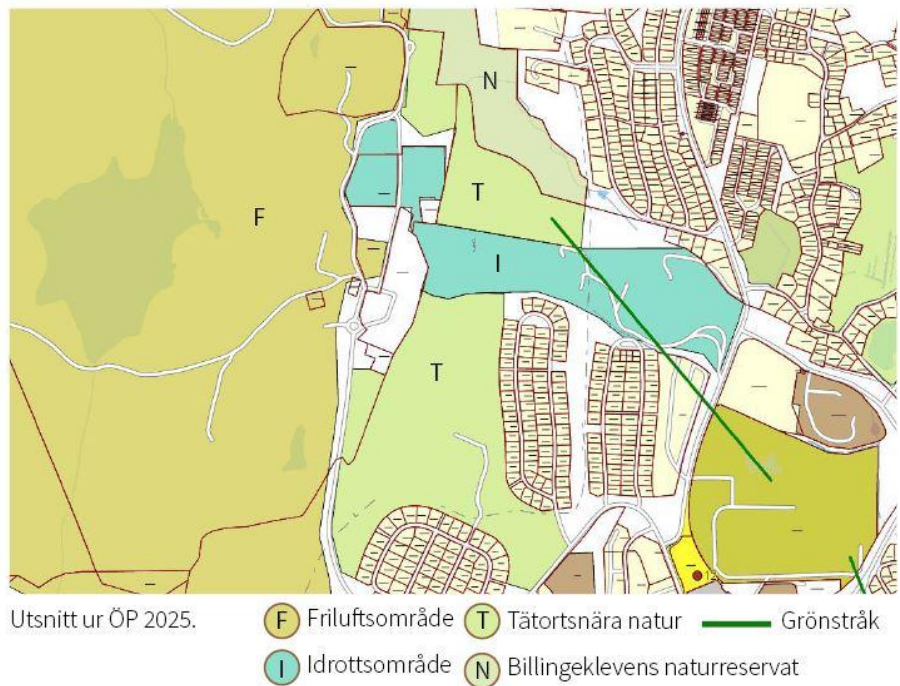 N
T
F
I
T
Utsnitt ur ÖP 2025.
F Friluftsområde
T Tätortsnära natur
Grönstråk
I Idrottsområde
N Billingeklevens naturreservat